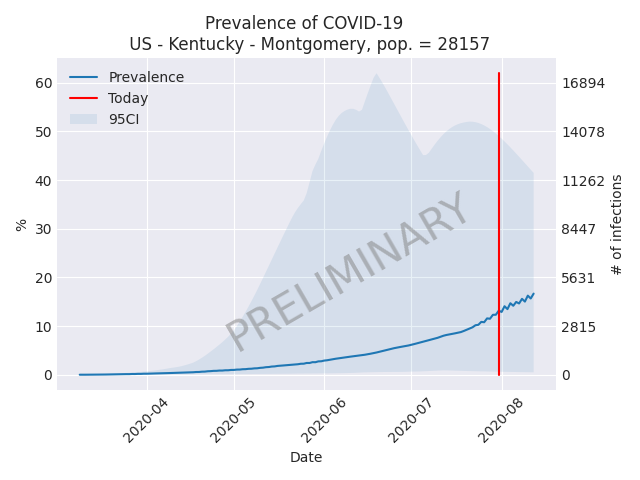 Prevalence of COVID-19
US - Kentucky - Montgomery, pop. = 28157
Prevalence
Today
95CI
PRELIMINARY
%
60
50
40
30
20
10
0
16894
14078
11262
8447
5631
2815
0
# of infections
2020-04
2020-05
2020-06
2020-07
2020-08
Date